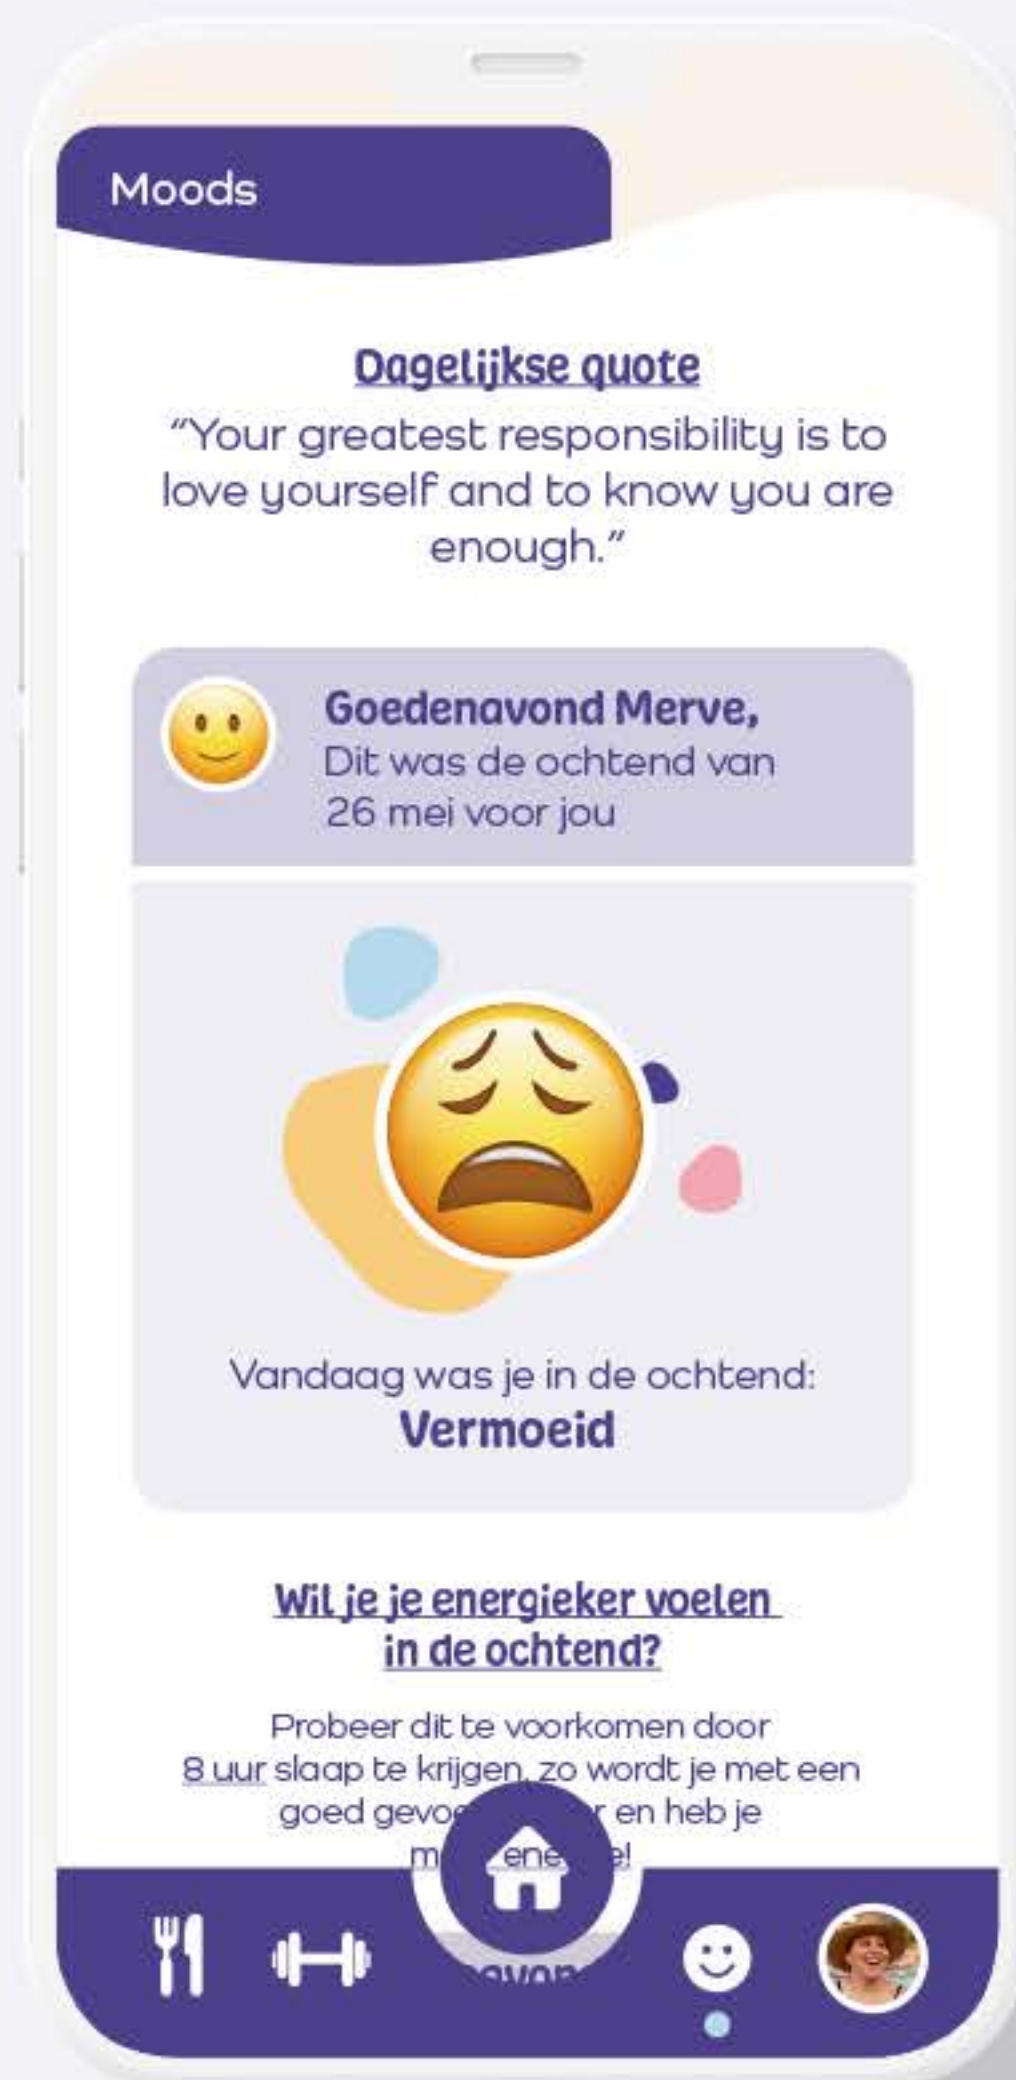 Moods
Dagelijkse quote
“Your greatest responsibility is to
love yourself and to know you are
enough.”
Goedenavond Merve,
Dit was de ochtend van
26 mei voor jou
Vandaag was je in de ochtend:
Vermoeid
Wil je je energieker voelen
in de ochtend?
Probeer dit te voorkomen door
8 uur slaap te krijgen, zo wordt je met een
goed en heb je